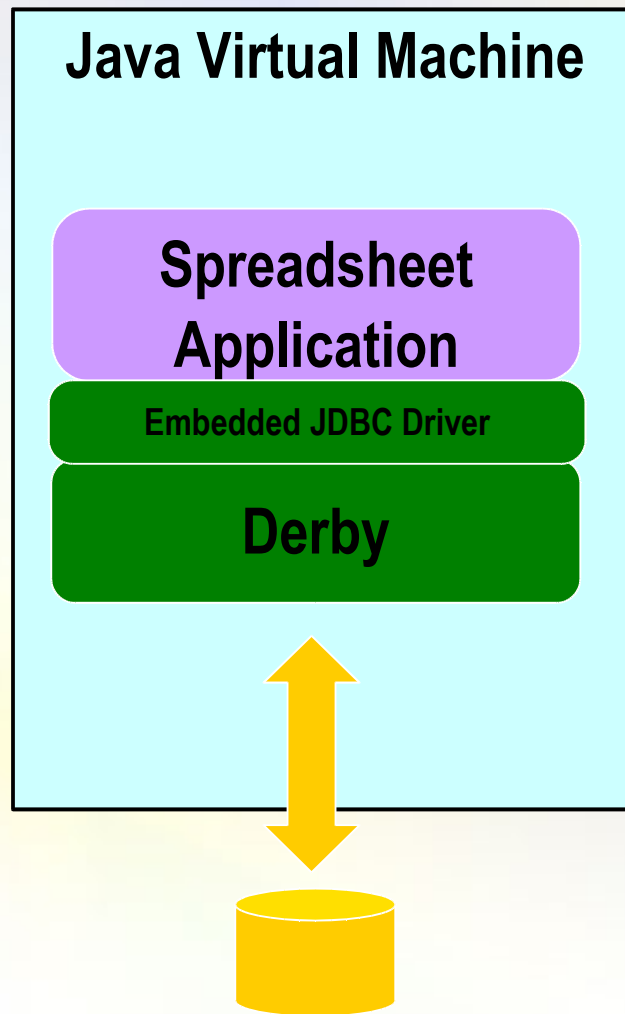 Java Virtual Machine
Spreadsheet
Application
Embedded JDBC Driver
Derby